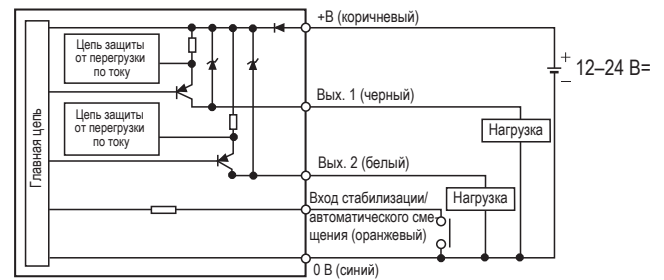 +В (коричневый)
Цепь защиты
от перегрузки
по току
+
–
12–24 В=
Вых. 1 (черный)
Цепь защиты
от перегрузки
по току
Нагрузка
Главная цепь
Вых. 2 (белый)
Вход стабилизации/
автоматического сме-
щения (оранжевый)
Нагрузка
0 В (синий)